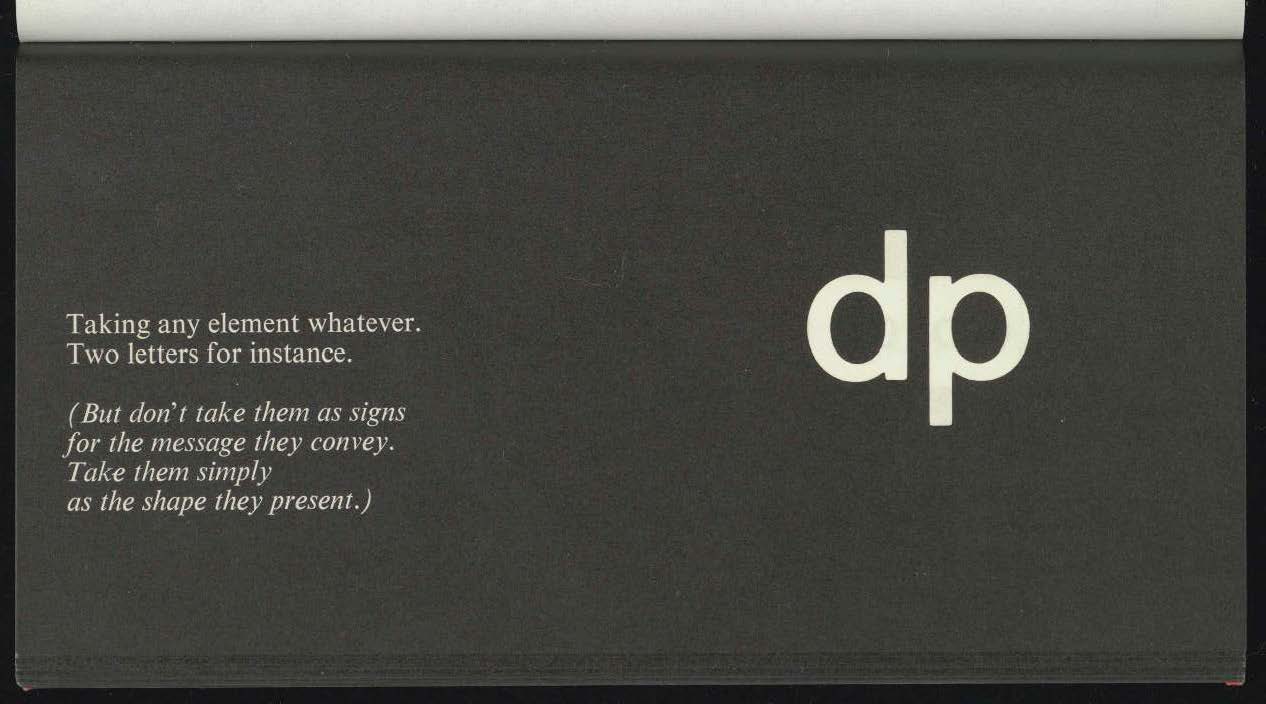 Taking any element whatever.
Two letters for instance.
(But don't take them as signs
for the message they convey.
Take them simply
as the shape they present.)
dp